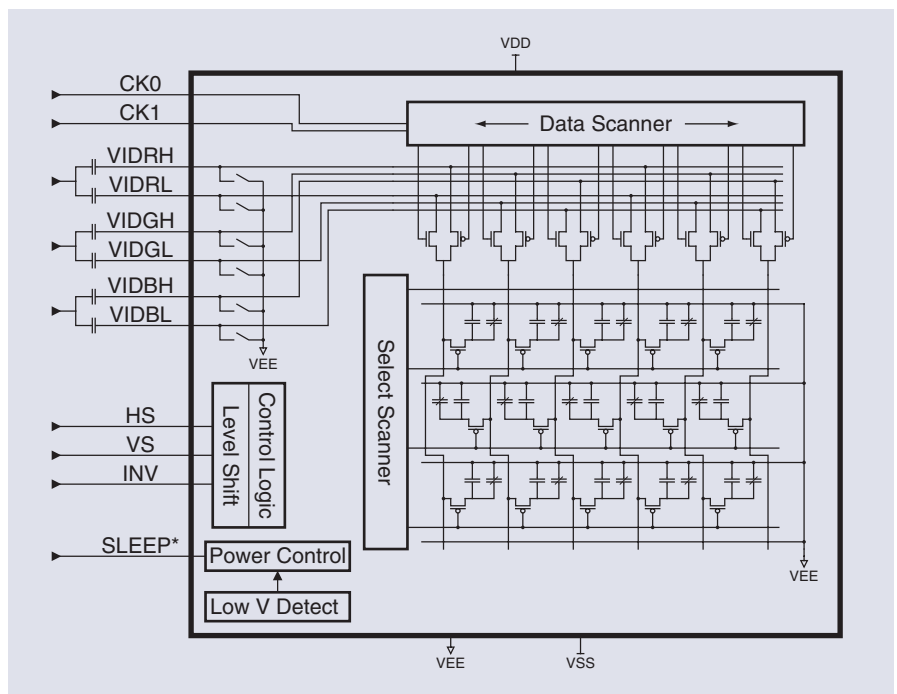 VDD
CK0
CK1
Data Scanner
VIDRH
VIDRL
VIDGH
VIDGL
VIDBH
VIDBL
VEE
Select Scanner
HS
VS
INV
Level Shift
Control Logic
SLEEP*
Power Control
Low V Detect
VEE
VEE
VSS